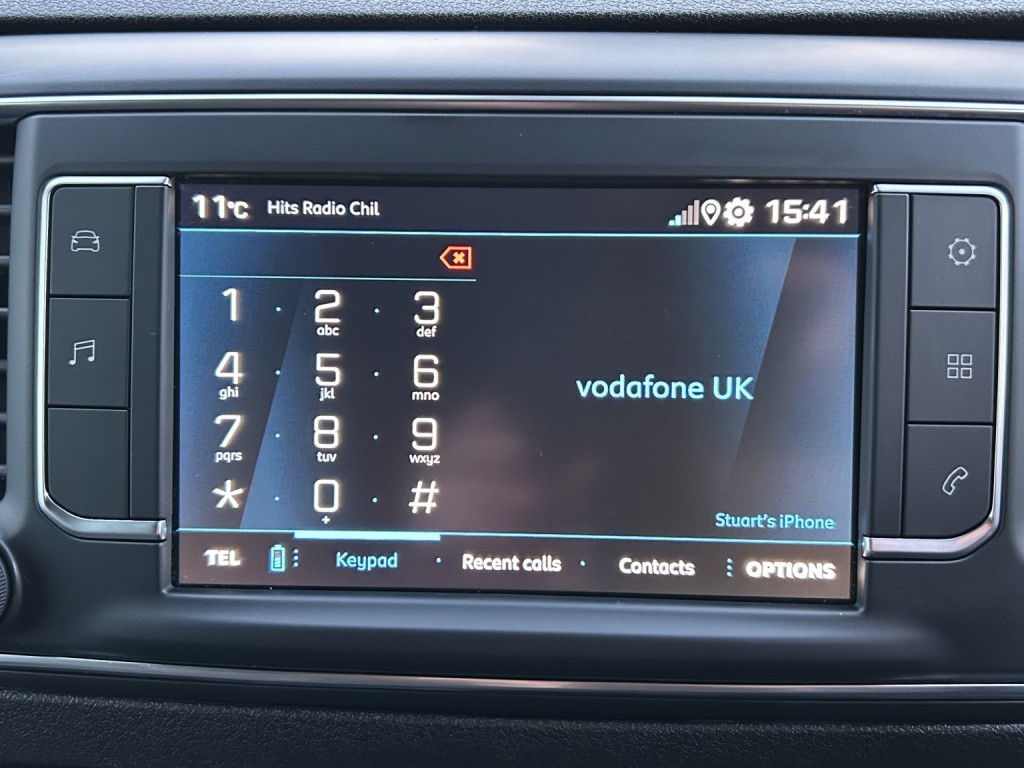 11°C Hits Radio Chil 15:41
1 2 3
abc def
4 5 6
ghi jkl mno
vodafone UK
7 8 9
pqrs tuv wxyz
* 0 #
+
Stuart's iPhone
TEL Keypad Recent calls Contacts OPTIONS